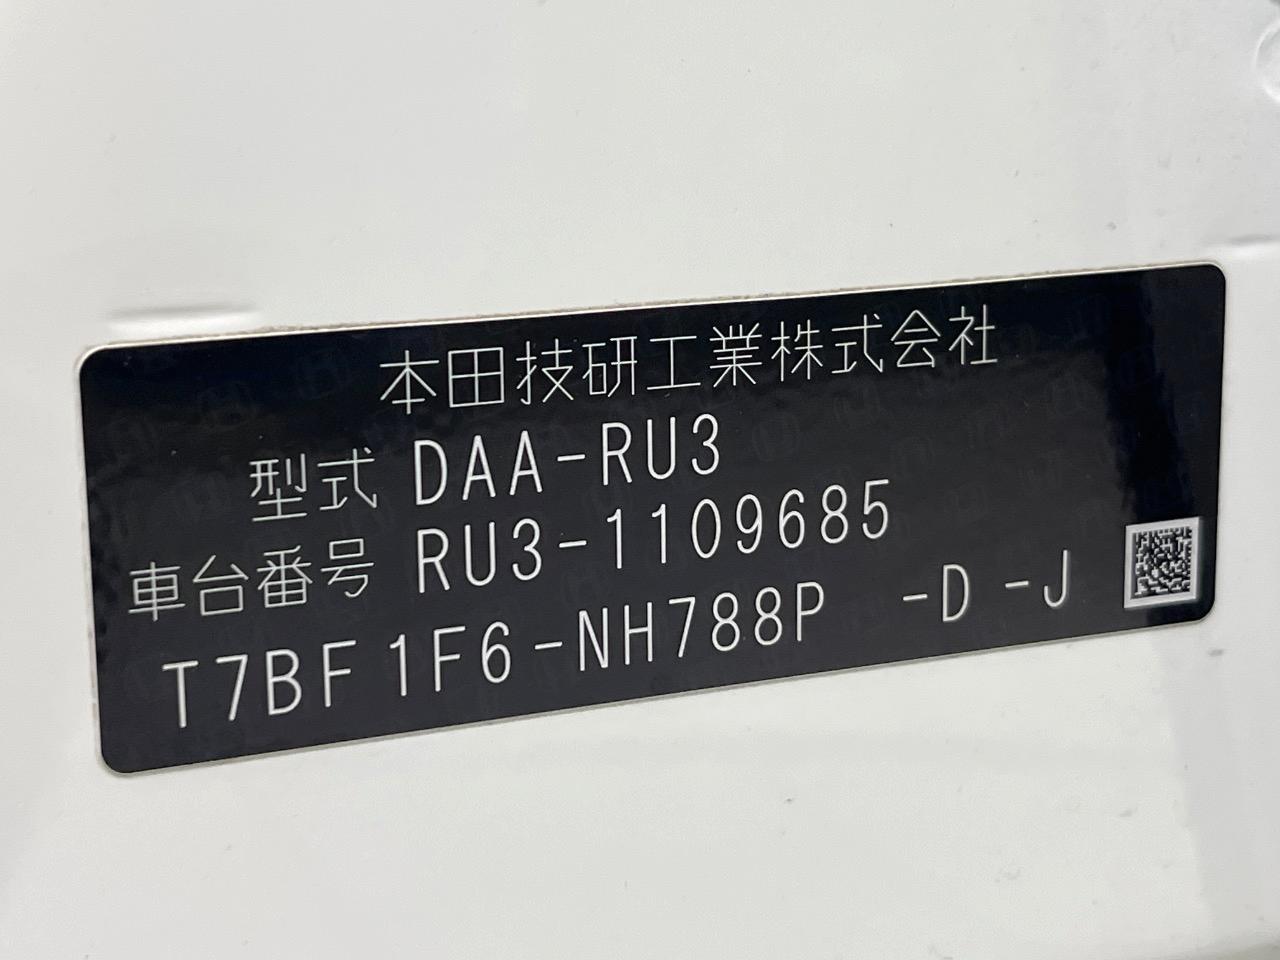 本田技研工業株式会社
型式 DAA-RU3
車台番号 RU3-1109685
T7BF1F6-NH788P -D-J